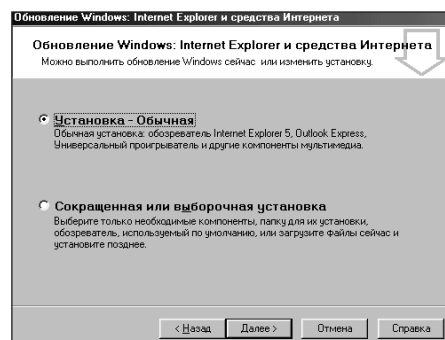 Обновление Windows: Internet Explorer и средства Интернета
Обновление Windows: Internet Explorer и средства Интернета
Можно выполнить обновление Windows сейчас или изменить установку.
Установка - Обычная
Обычная установка: обозреватель Internet Explorer 5, Outlook Express,
Универсальный проигрыватель и другие компоненты мультимедиа.
Сокращенная или выборочная установка
Выберите только необходимые компоненты, папку для их установки,
обозреватель, используемый по умолчанию, или загрузите файлы сейчас и
установите позднее.
< Назад Далее > Отмена Справка